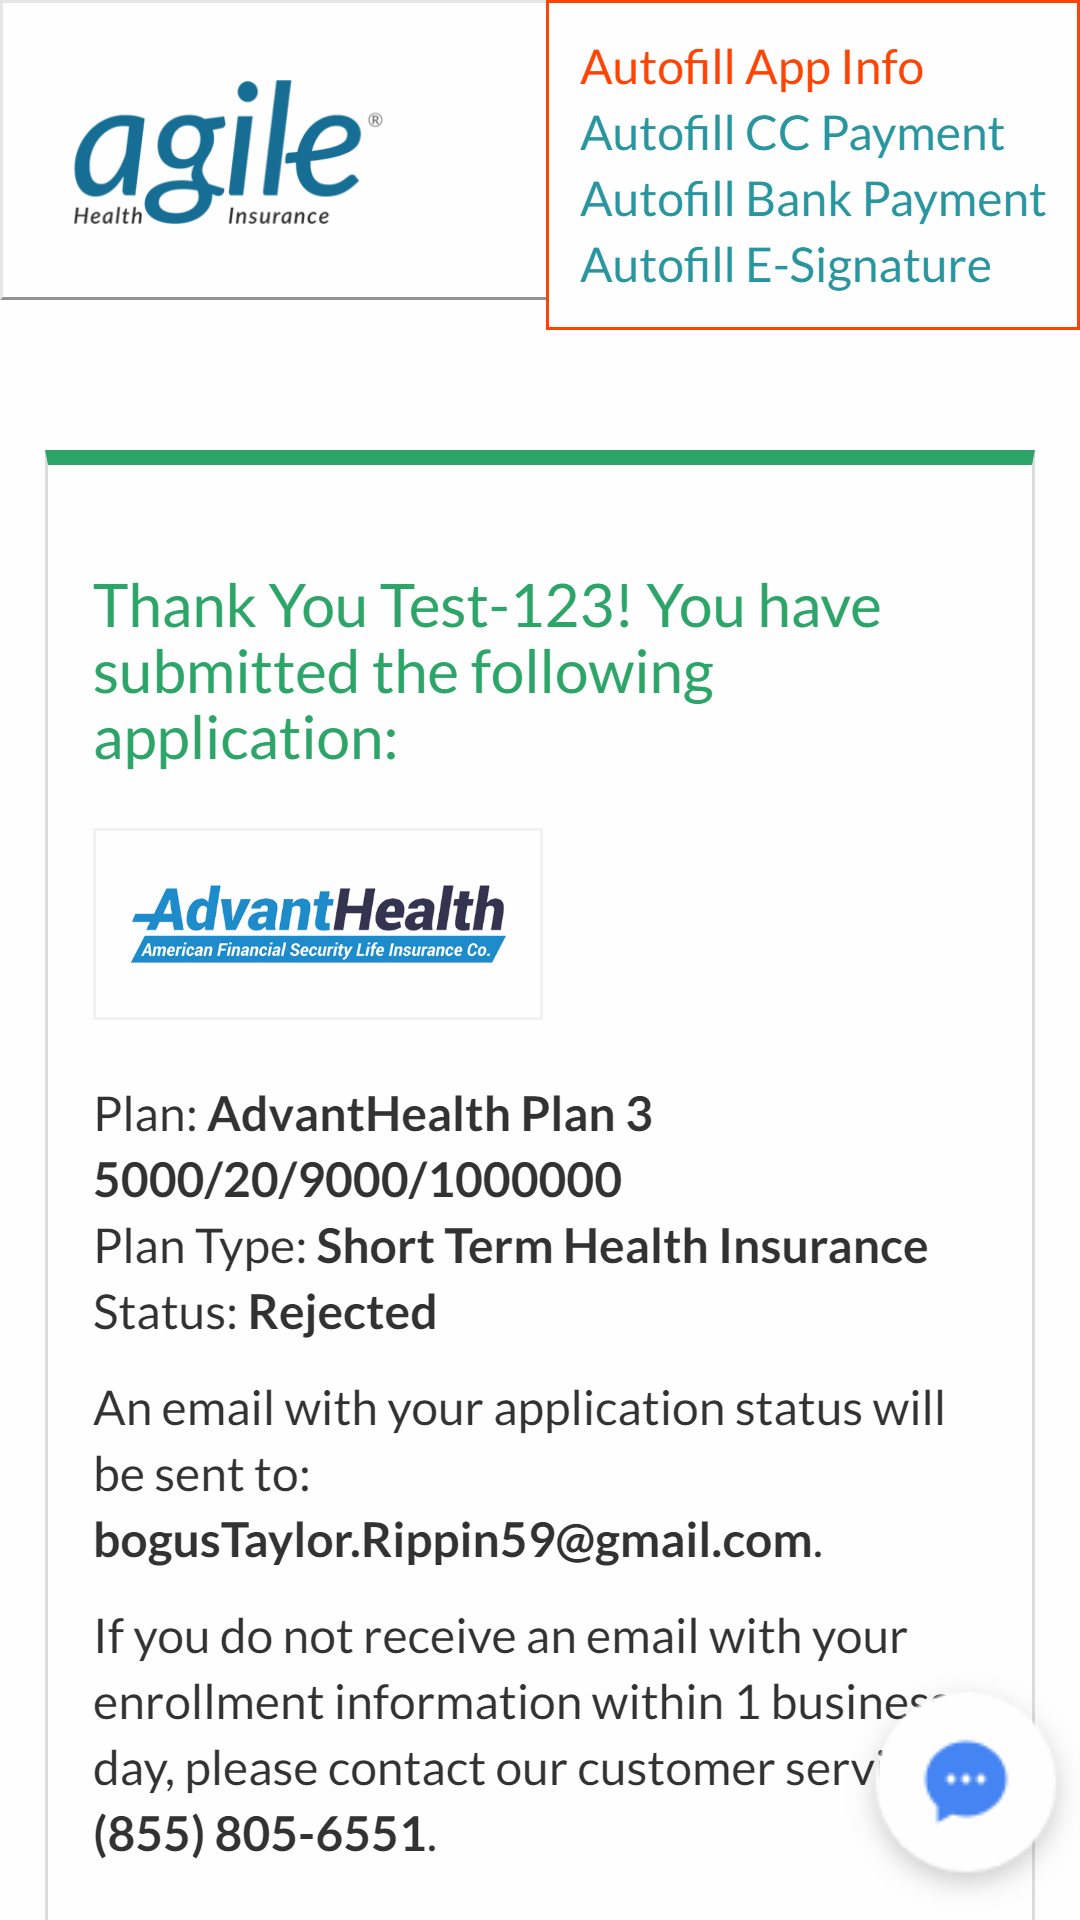 agile®
Health Insurance
Autofill App Info
Autofill CC Payment
Autofill Bank Payment
Autofill E-Signature
Thank You Test-123! You have
submitted the following
application:
AdvantHealth
American Financial Security Life Insurance Co.
Plan: AdvantHealth Plan 3
5000/20/9000/1000000
Plan Type: Short Term Health Insurance
Status: Rejected
An email with your application status will
be sent to:
bogusTaylor.Rippin59@gmail.com.
If you do not receive an email with your
enrollment information within 1 business
day, please contact our customer
(855) 805-6551.